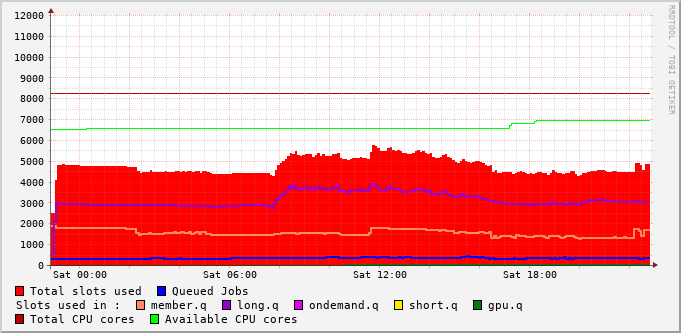 12000
11000
10000
9000
8000
7000
6000
5000
4000
3000
2000
1000
0
Sat 00:00 Sat 06:00 Sat 12:00 Sat 18:00
RRDTOOL / TOBI OETIKER
Total slots used Queued Jobs
Slots used in : member.q long.q ondemand.q short.q gpu.q
Total CPU cores Available CPU cores